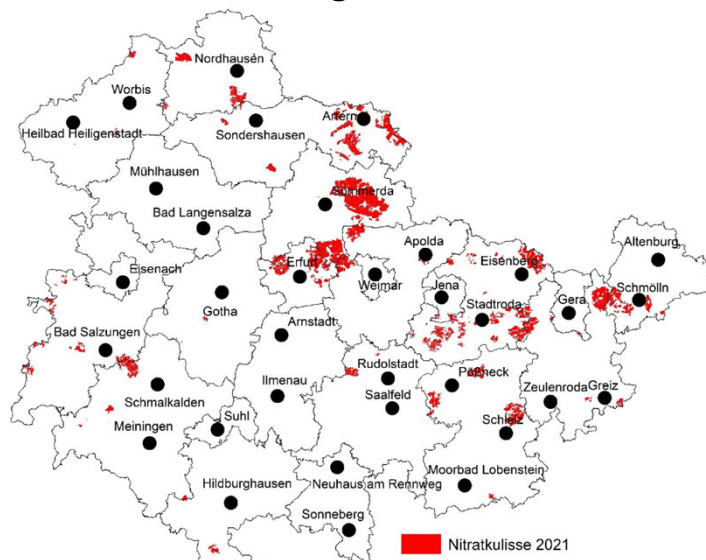 Nordhausen
Worbis
Heilbad Heiligenstadt
Sondershausen
Artern
Mühlhausen
Sömmerda
Bad Langensalza
Apolda
Altenburg
Eisenach
Erfurt
Eisenberg
Weimar
Jena
Gera
Schmölln
Gotha
Stadtroda
Arnstadt
Bad Salzungen
Rudolstadt
Pößneck
Ilmenau
Saalfeld
Zeulenroda
Greiz
Schmalkalden
Suhl
Schleiz
Meiningen
Moorbad Lobenstein
Hildburghausen
Neuhaus am Rennweg
Sonneberg
Nitratkulisse 2021